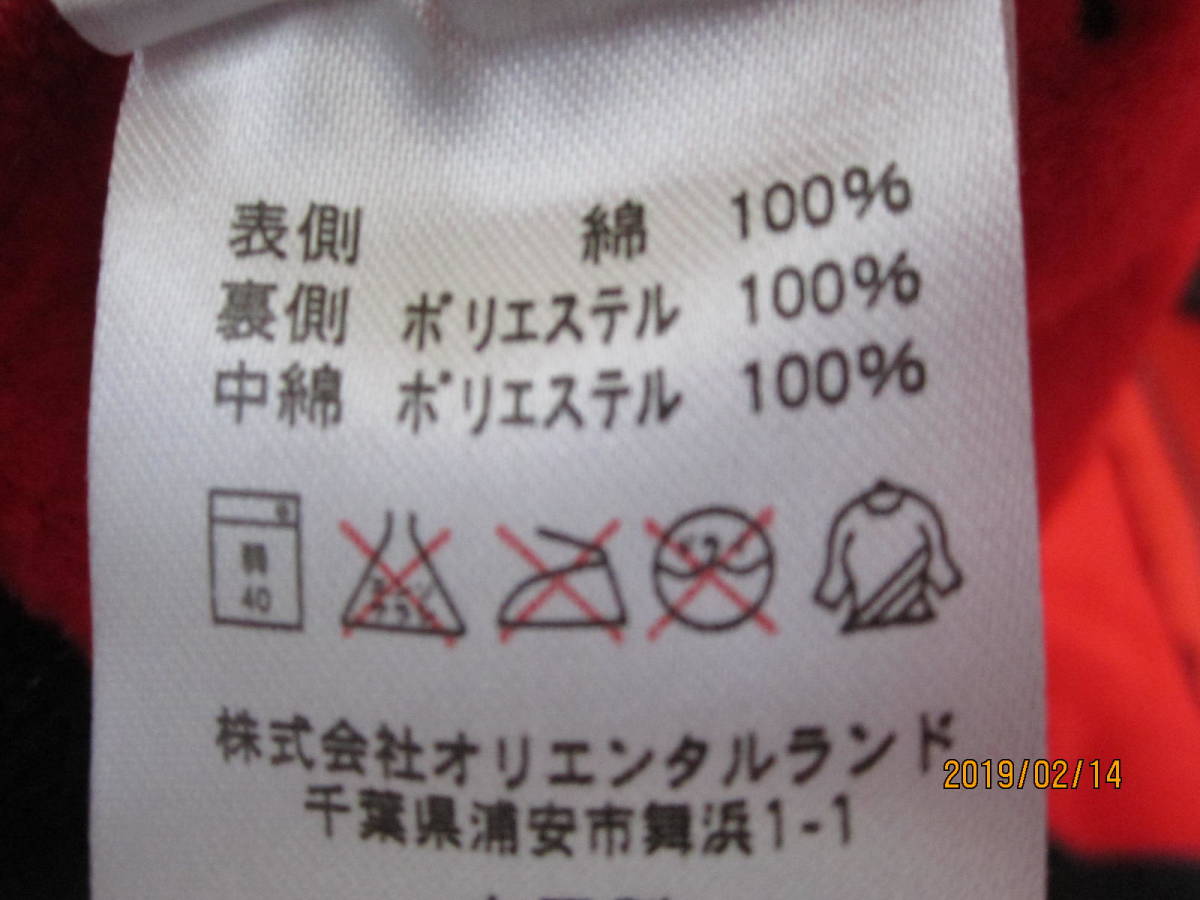 表側 綿 100%
裏側 ポリエステル 100%
中綿 ポリエステル 100%
40
株式会社オリエンタルランド
千葉県浦安市舞浜1-1
2019/02/14